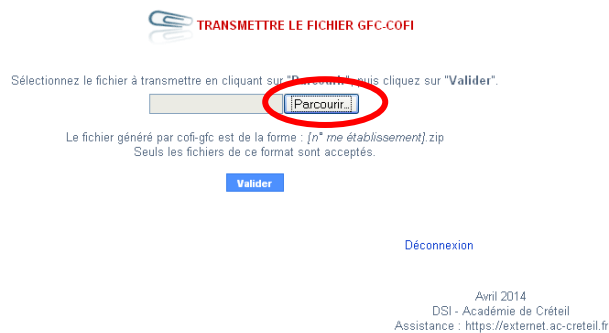 TRANSMETTRE LE FICHIER GFC-COFI
Sélectionnez le fichier à transmettre en cliquant sur "Parcourir", puis cliquez sur "Valider".
Parcourir...
Le fichier généré par cofi-gfc est de la forme : [n° rne établissement].zip
Seuls les fichiers de ce format sont acceptés.
Valider
Déconnexion
Avril 2014
DSI - Académie de Créteil
Assistance : https://externet.ac-creteil.fr